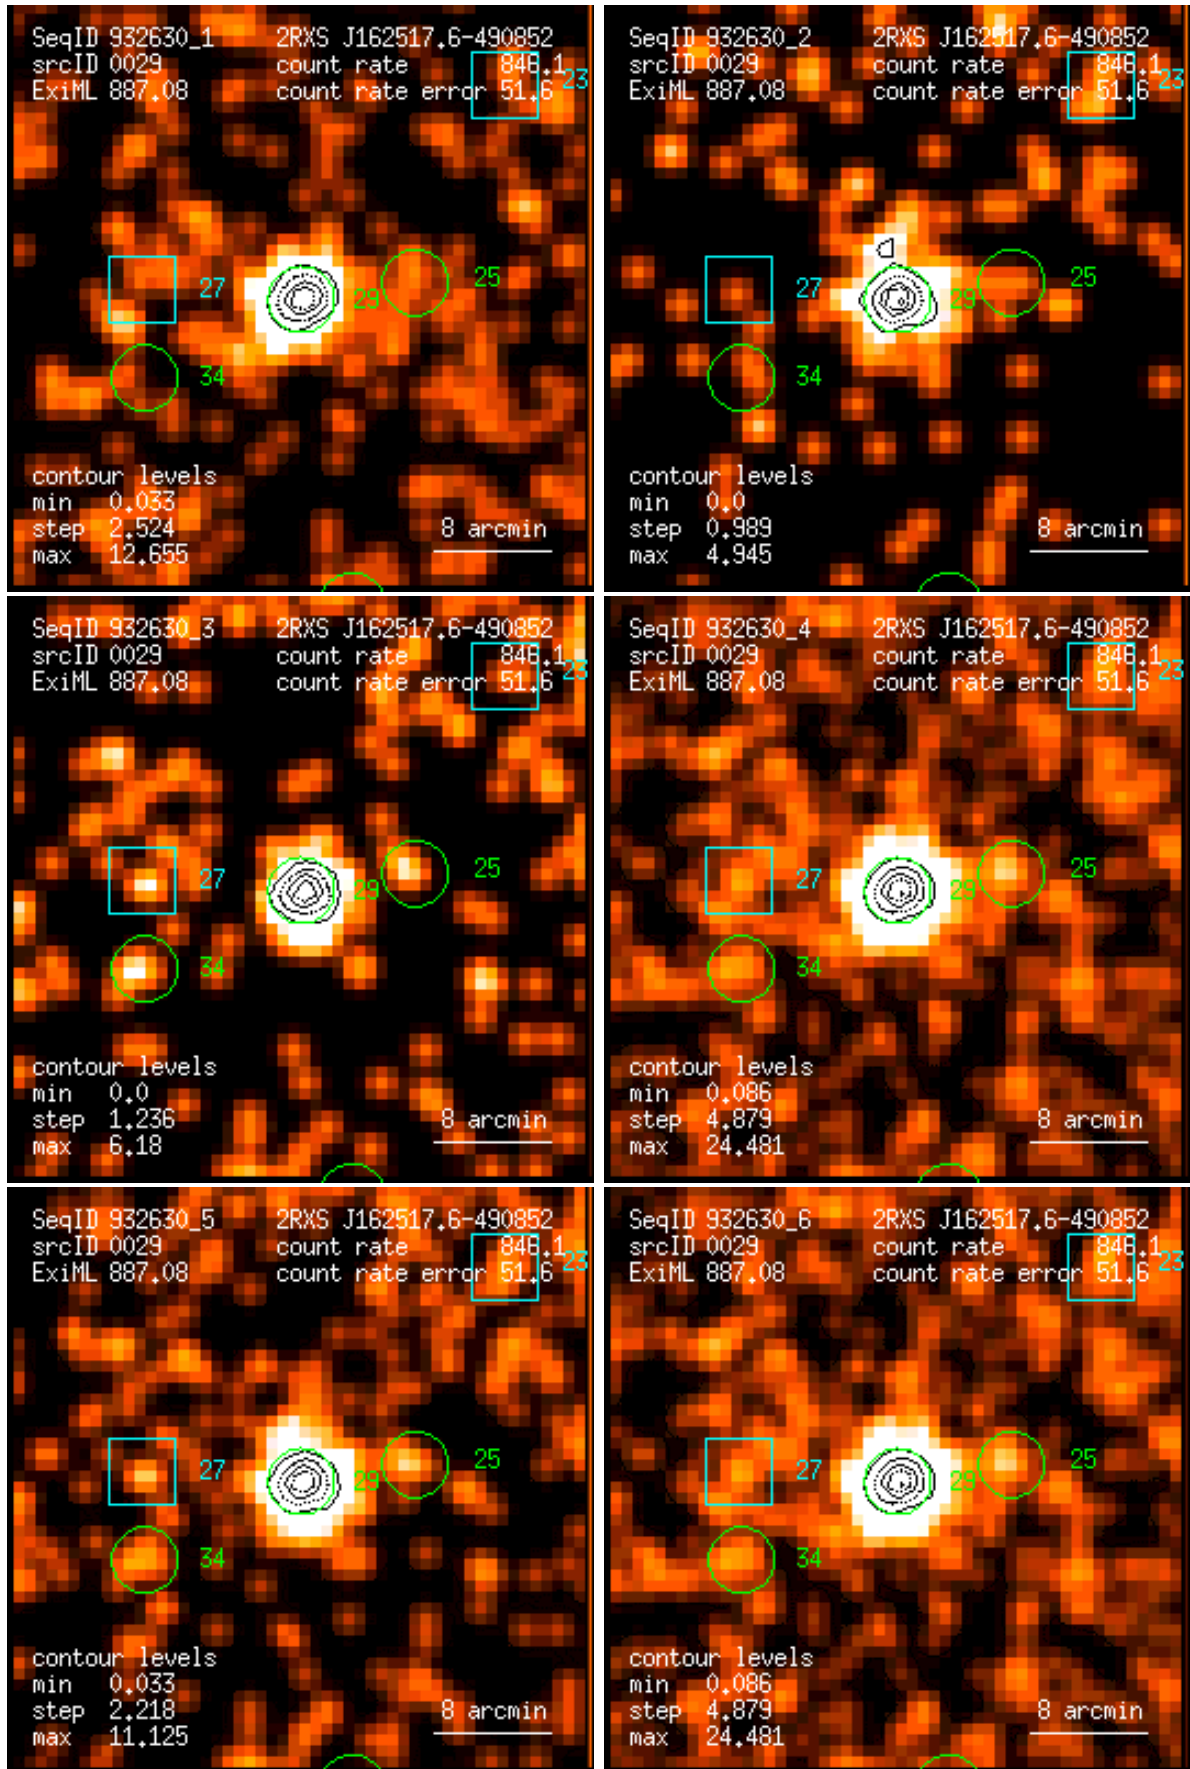 SeqID 932630_1 2RXS J162517.6-490852
srcID 0029 count rate 846.1
ExiML 887.08 count rate error 51.6
23
27
29
25
34
contour levels
min 0.033
step 2.524
max 12.655
8 arcmin
SeqID 932630_2 2RXS J162517.6-490852
srcID 0029 count rate 846.1
ExiML 887.08 count rate error 51.6
23
27
29
25
34
contour levels
min 0.0
step 0.989
max 4.945
8 arcmin
SeqID 932630_3 2RXS J162517.6-490852
srcID 0029 count rate 846.1
ExiML 887.08 count rate error 51.6
23
27
29
25
34
contour levels
min 0.0
step 1.236
max 6.18
8 arcmin
SeqID 932630_4 2RXS J162517.6-490852
srcID 0029 count rate 846.1
ExiML 887.08 count rate error 51.6
23
27
29
25
34
contour levels
min 0.086
step 4.879
max 24.481
8 arcmin
SeqID 932630_5 2RXS J162517.6-490852
srcID 0029 count rate 846.1
ExiML 887.08 count rate error 51.6
23
27
29
25
34
contour levels
min 0.033
step 2.218
max 11.125
8 arcmin
SeqID 932630_6 2RXS J162517.6-490852
srcID 0029 count rate 846.1
ExiML 887.08 count rate error 51.6
23
27
29
25
34
contour levels
min 0.086
step 4.879
max 24.481
8 arcmin